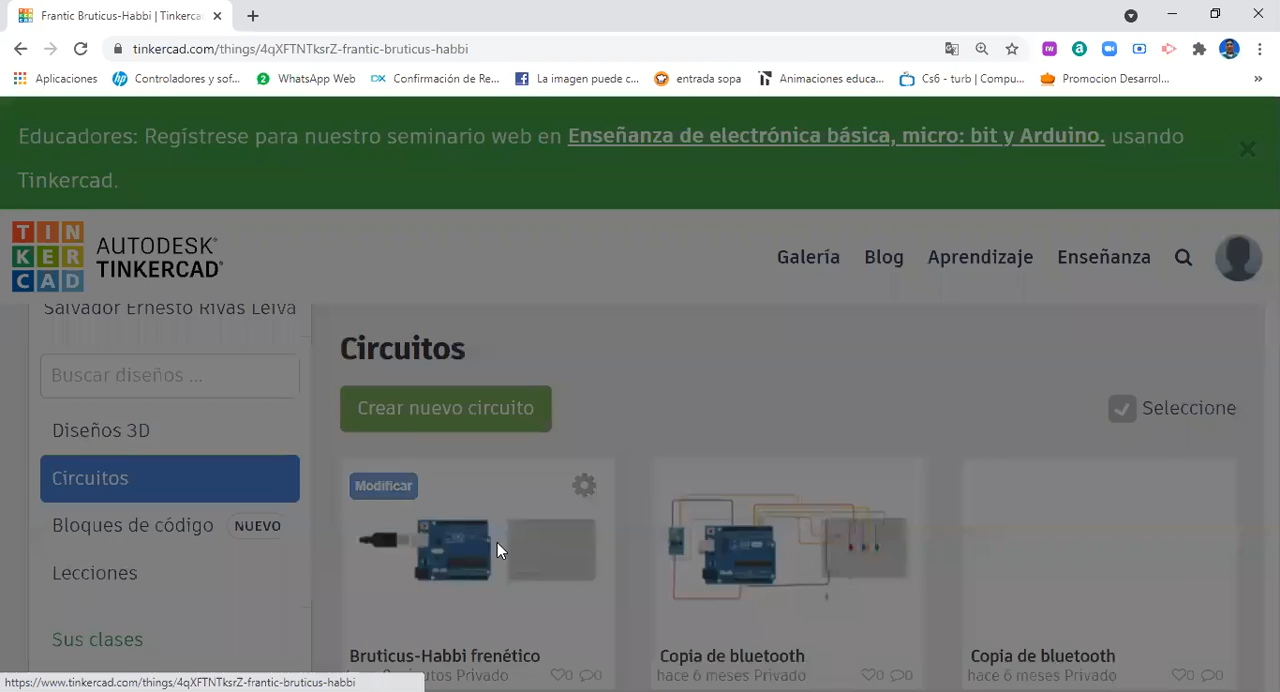 Frantic Bruticus-Habbi | Tinkerca
tinkercad.com/things/4qXFTNTksrZ-frantic-bruticus-habbi
Aplicaciones
Controladores y sof...
WhatsApp Web
Confirmación de Re...
La imagen puede c...
entrada sopa
Animaciones educa...
Cs6 - turb | Compu...
Promocion Desarrol...
Educadores: Regístrese para nuestro seminario web en Enseñanza de electrónica básica, micro: bit y Arduino. usando
Tinkercad.
TIN
KER
CAD
AUTODESK®
TINKERCAD®
Galería
Blog
Aprendizaje
Enseñanza
Salvador Ernesto Rivas Leiva
Buscar diseños ...
Diseños 3D
Circuitos
Bloques de código NUEVO
Lecciones
Sus clases
Circuitos
Crear nuevo circuito
Seleccione
Modificar
Bruticus-Habbi frenético
minutos Privado
0 0
Copia de bluetooth
hace 6 meses Privado
0 0
Copia de bluetooth
hace 6 meses Privado
0 0
https://www.tinkercad.com/things/4qXFTNTksrZ-frantic-bruticus-habbi